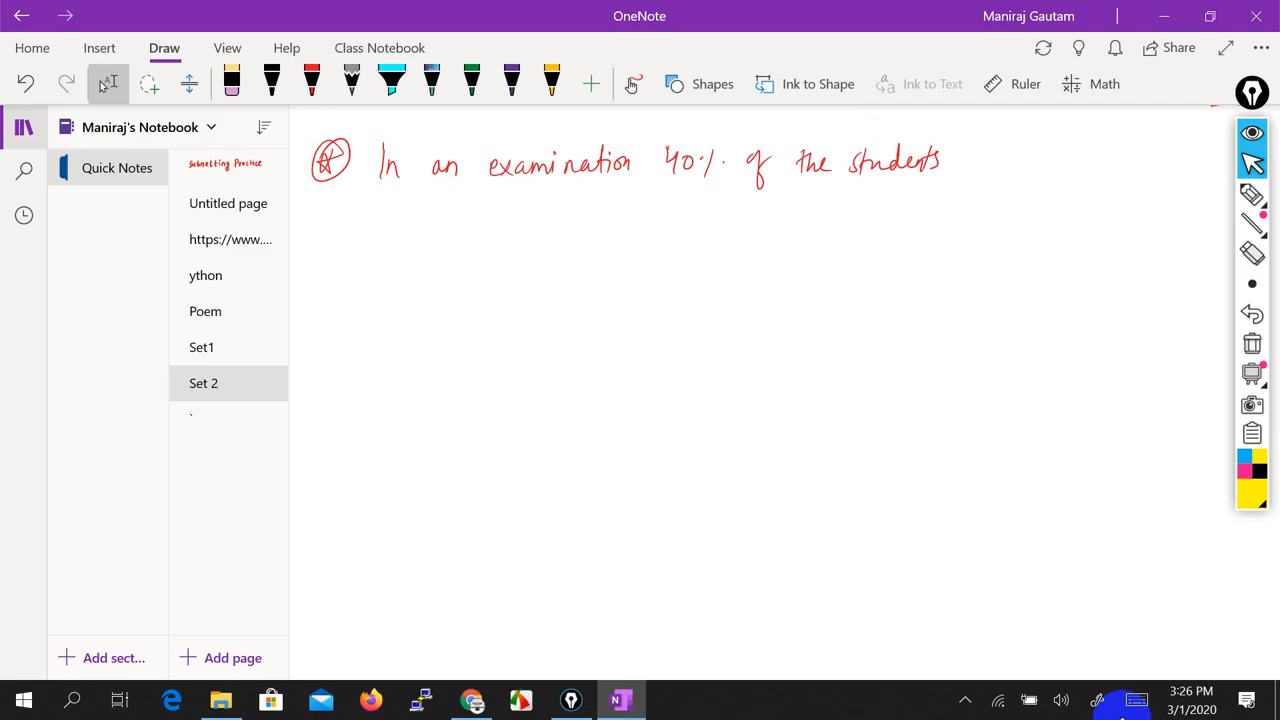 OneNote
Maniraj Gautam
Home Insert Draw View Help Class Notebook Share
Shapes Ink to Shape Ink to Text Ruler Math
Maniraj's Notebook
Quick Notes
Subnetting Practice
Untitled page
https://www....
ython
Poem
Set1
Set 2
`
In an examination 40% of the students
Add sect... Add page
3:26 PM
3/1/2020